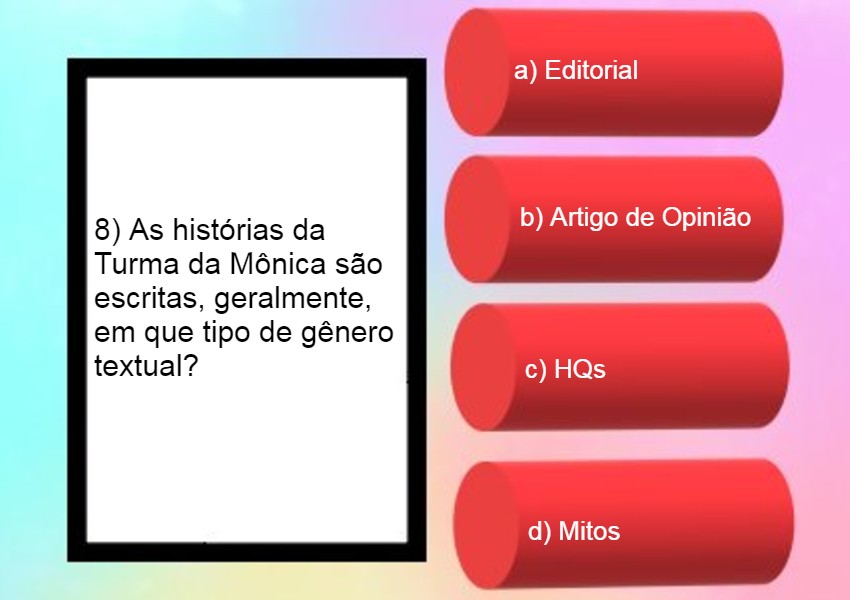 8) As histórias da
Turma da Mônica são
escritas, geralmente,
em que tipo de gênero
textual?
a) Editorial
b) Artigo de Opinião
c) HQs
d) Mitos